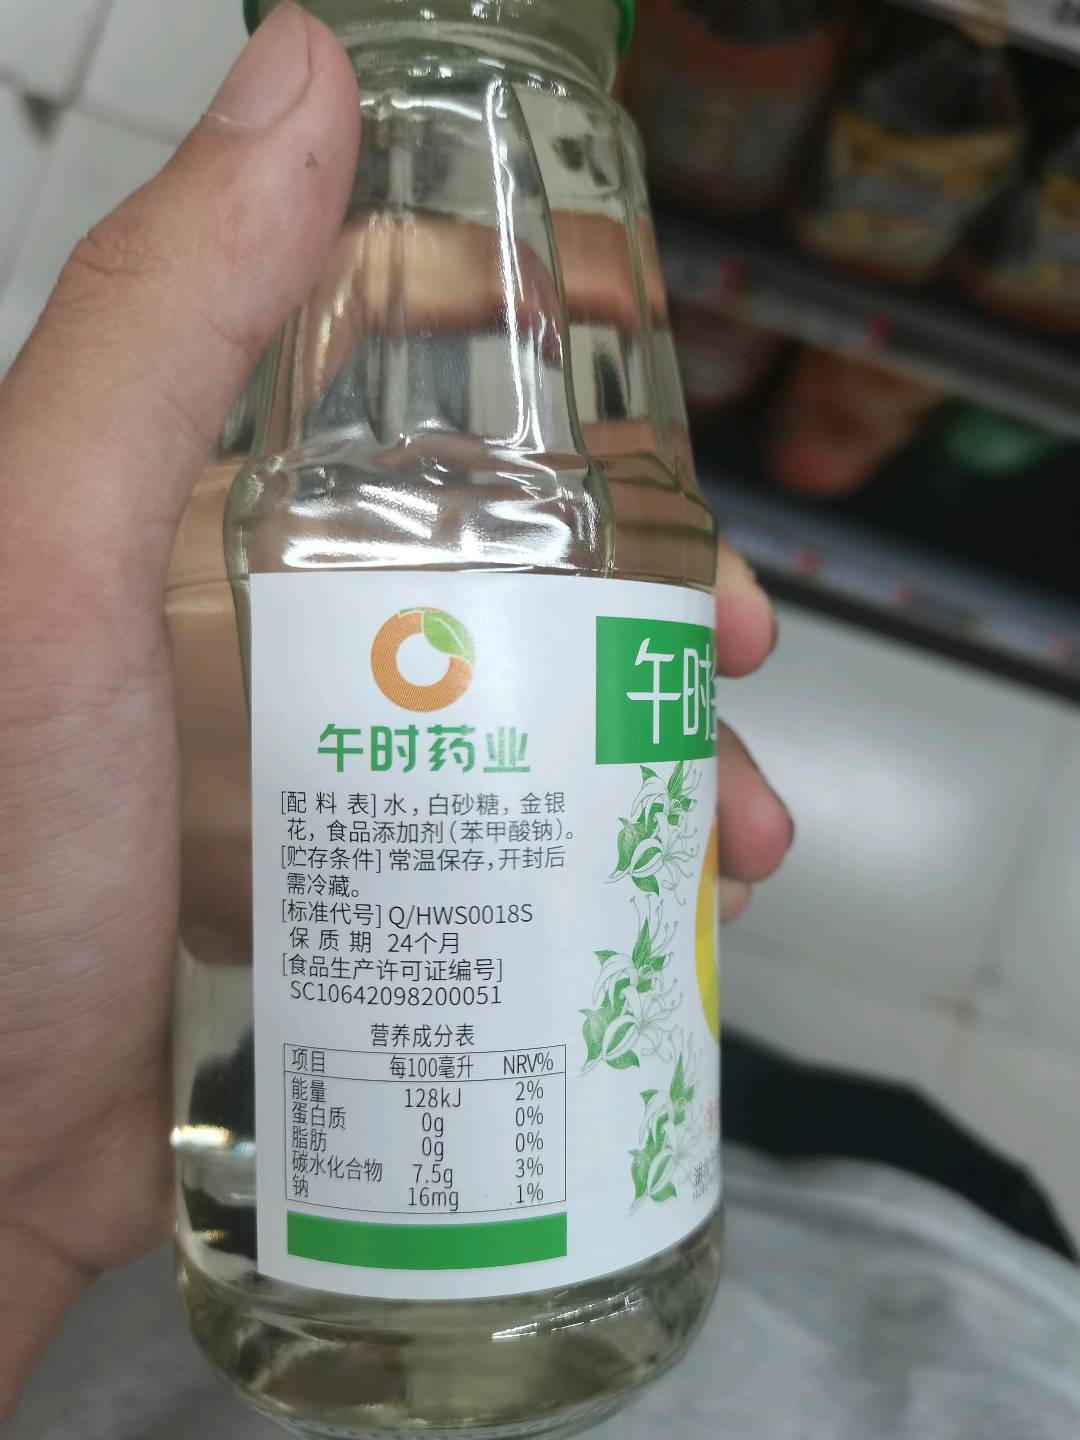 午时药业
[配 料 表] 水，白砂糖，金银
花，食品添加剂（苯甲酸钠）。
[贮存条件] 常温保存，开封后
需冷藏。
[标准代号] Q/HWS0018S
保 质 期 24个月
[食品生产许可证编号]
SC10642098200051
营养成分表
项目 每100毫升 NRV%
能量 128kJ 2%
蛋白质 0g 0%
脂肪 0g 0%
碳水化合物 7.5g 3%
钠 16mg 1%
午时